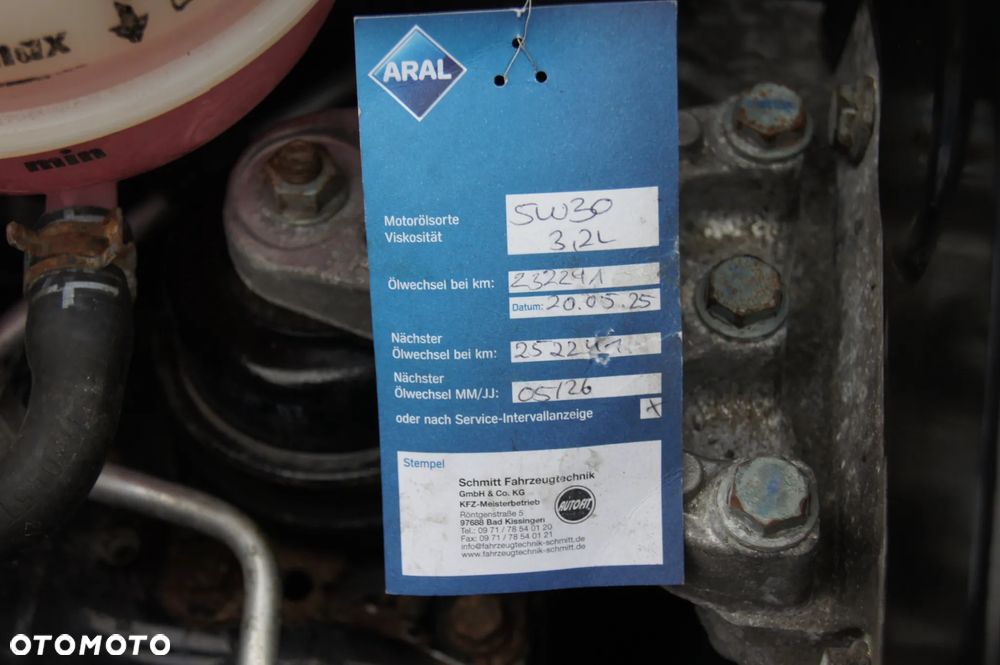 max
min
ARAL
Motorölsorte
Viskosität
5W30
3,2L
Ölwechsel bei km:
232241
Datum: 20.05.25
Nächster
Ölwechsel bei km:
252241
Nächster
Ölwechsel MM/JJ:
05/26
oder nach Service-Intervallanzeige
x
Stempel
Schmitt Fahrzeugtechnik
GmbH & Co. KG
KFZ-Meisterbetrieb
Röntgenstraße 5
97688 Bad Kissingen
Tel.: 09 71 / 78 54 01 20
Fax: 09 71 / 78 54 01 21
info@fahrzeugtechnik-schmitt.de
www.fahrzeugtechnik-schmitt.de
AUTOFIT
OTOMOTO